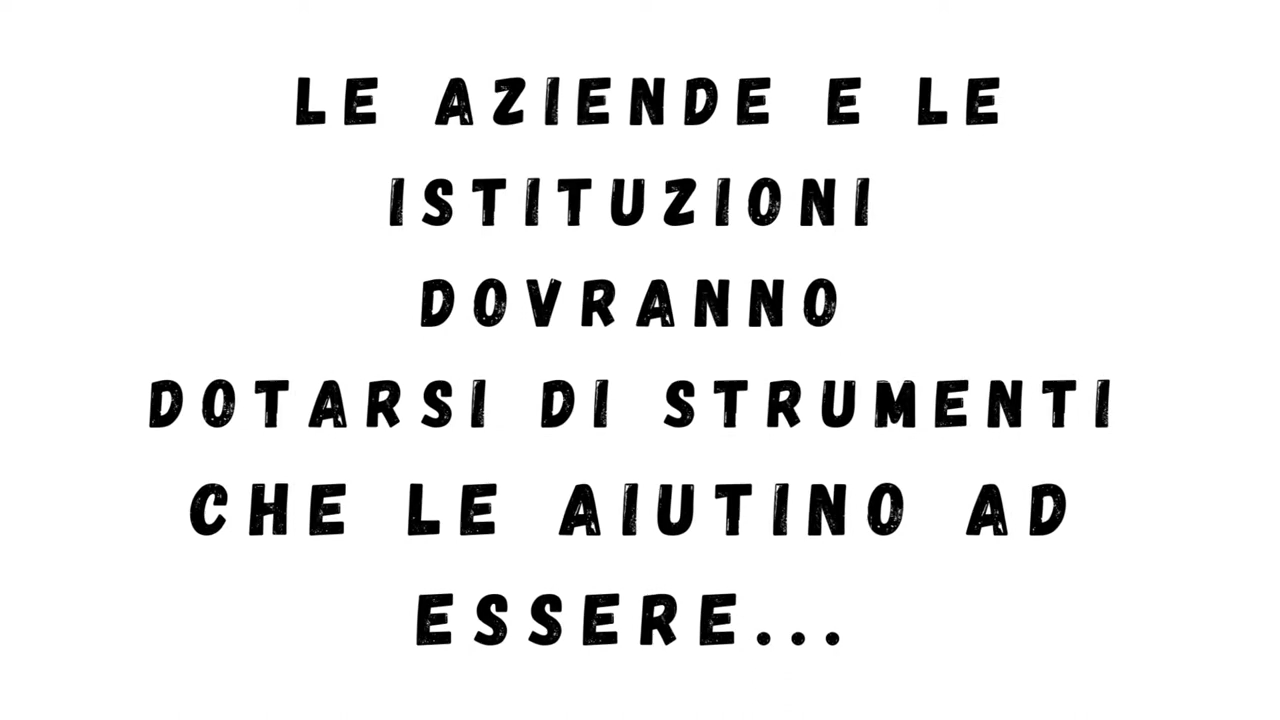 LE AZIENDE E LE
ISTITUZIONI
DOVRANNO
DOTARSI DI STRUMENTI
CHE LE AIUTINO AD
ESSERE...